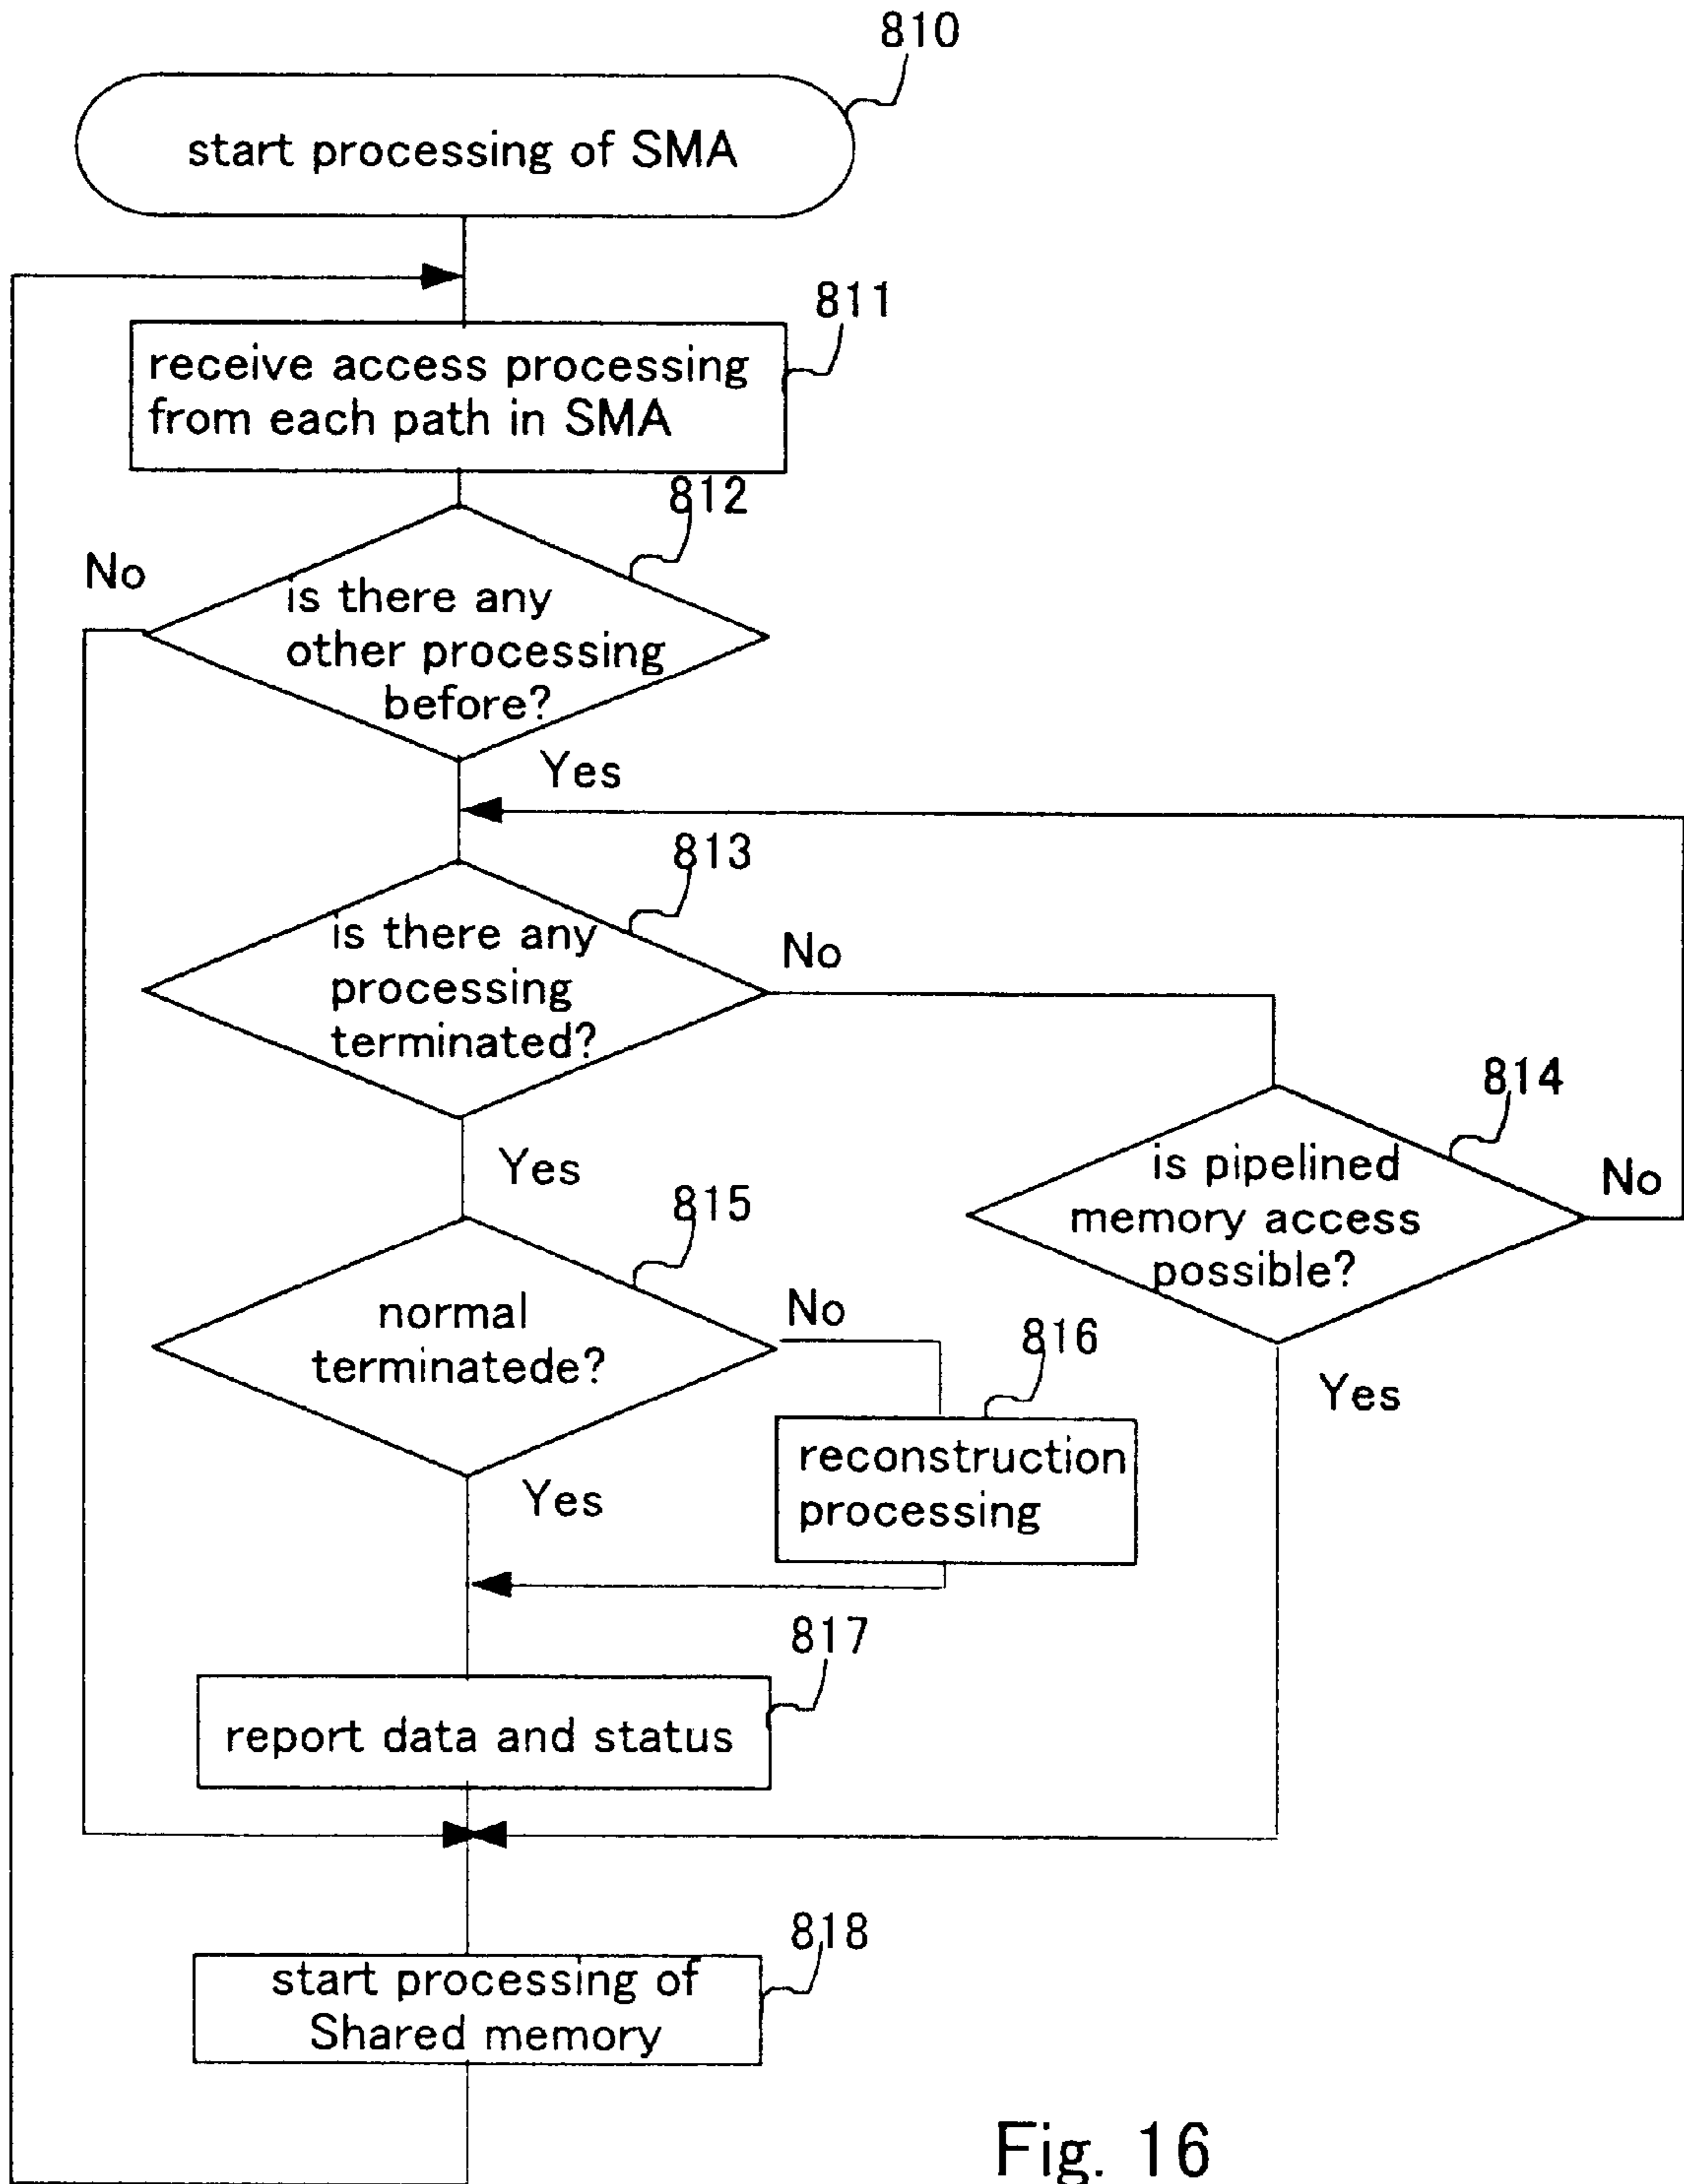 810
start processing of SMA
811
receive access processing
from each path in SMA
812
No
is there any
other processing
before?
Yes
813
is there any
processing
terminated?
No
814
is pipelined
memory access
possible?
No
Yes
Yes
815
normal
terminatede?
No
816
reconstruction
processing
Yes
817
report data and status
818
start processing of
Shared memory
Fig. 16